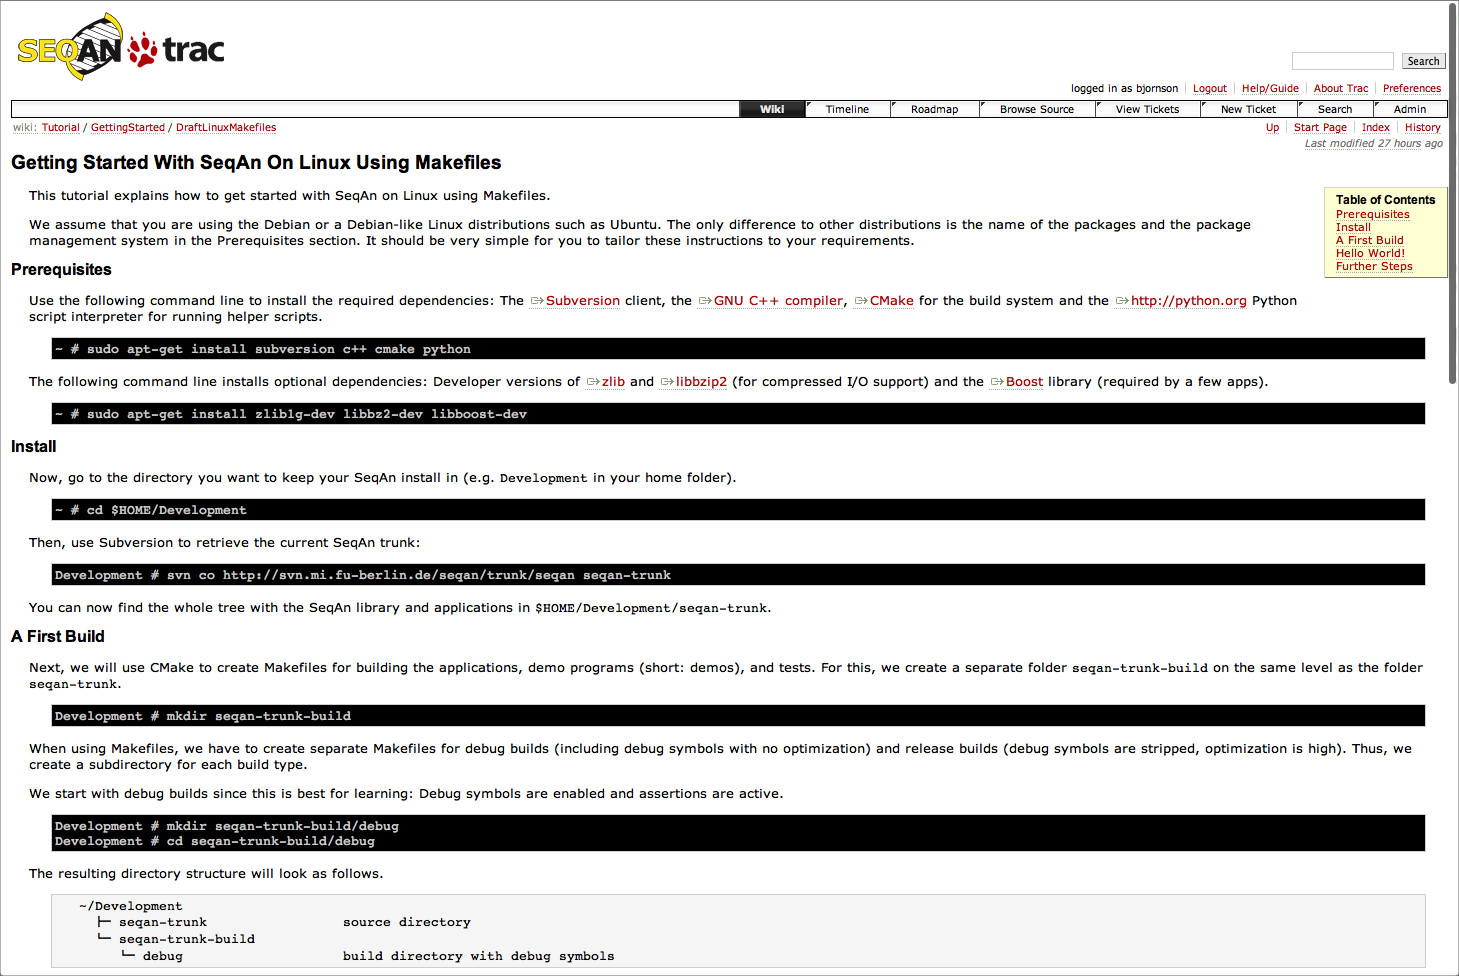 SEQAN trac
Search
logged in as bjornson Logout Help/Guide About Trac Preferences
Wiki Timeline Roadmap Browse Source View Tickets New Ticket Search Admin
wiki: Tutorial / GettingStarted / DraftLinuxMakefiles
Up Start Page Index History
Last modified 27 hours ago
Getting Started With SeqAn On Linux Using Makefiles
This tutorial explains how to get started with SeqAn on Linux using Makefiles.
We assume that you are using the Debian or a Debian-like Linux distributions such as Ubuntu. The only difference to other distributions is the name of the packages and the package
management system in the Prerequisites section. It should be very simple for you to tailor these instructions to your requirements.
Table of Contents
Prerequisites
Install
A First Build
Hello World!
Further Steps
Prerequisites
Use the following command line to install the required dependencies: The Subversion client, the GNU C++ compiler, CMake for the build system and the http://python.org Python
script interpreter for running helper scripts.
~ # sudo apt-get install subversion c++ cmake python
The following command line installs optional dependencies: Developer versions of zlib and libbzip2 (for compressed I/O support) and the Boost library (required by a few apps).
~ # sudo apt-get install zlib1g-dev libbz2-dev libboost-dev
Install
Now, go to the directory you want to keep your SeqAn install in (e.g. Development in your home folder).
~ # cd $HOME/Development
Then, use Subversion to retrieve the current SeqAn trunk:
Development # svn co http://svn.mi.fu-berlin.de/seqan/trunk/seqan seqan-trunk
You can now find the whole tree with the SeqAn library and applications in $HOME/Development/seqan-trunk.
A First Build
Next, we will use CMake to create Makefiles for building the applications, demo programs (short: demos), and tests. For this, we create a separate folder seqan-trunk-build on the same level as the folder
seqan-trunk.
Development # mkdir seqan-trunk-build
When using Makefiles, we have to create separate Makefiles for debug builds (including debug symbols with no optimization) and release builds (debug symbols are stripped, optimization is high). Thus, we
create a subdirectory for each build type.
We start with debug builds since this is best for learning: Debug symbols are enabled and assertions are active.
Development # mkdir seqan-trunk-build/debug
Development # cd seqan-trunk-build/debug
The resulting directory structure will look as follows.
~/Development
├─ seqan-trunk source directory
└─ seqan-trunk-build
└─ debug build directory with debug symbols